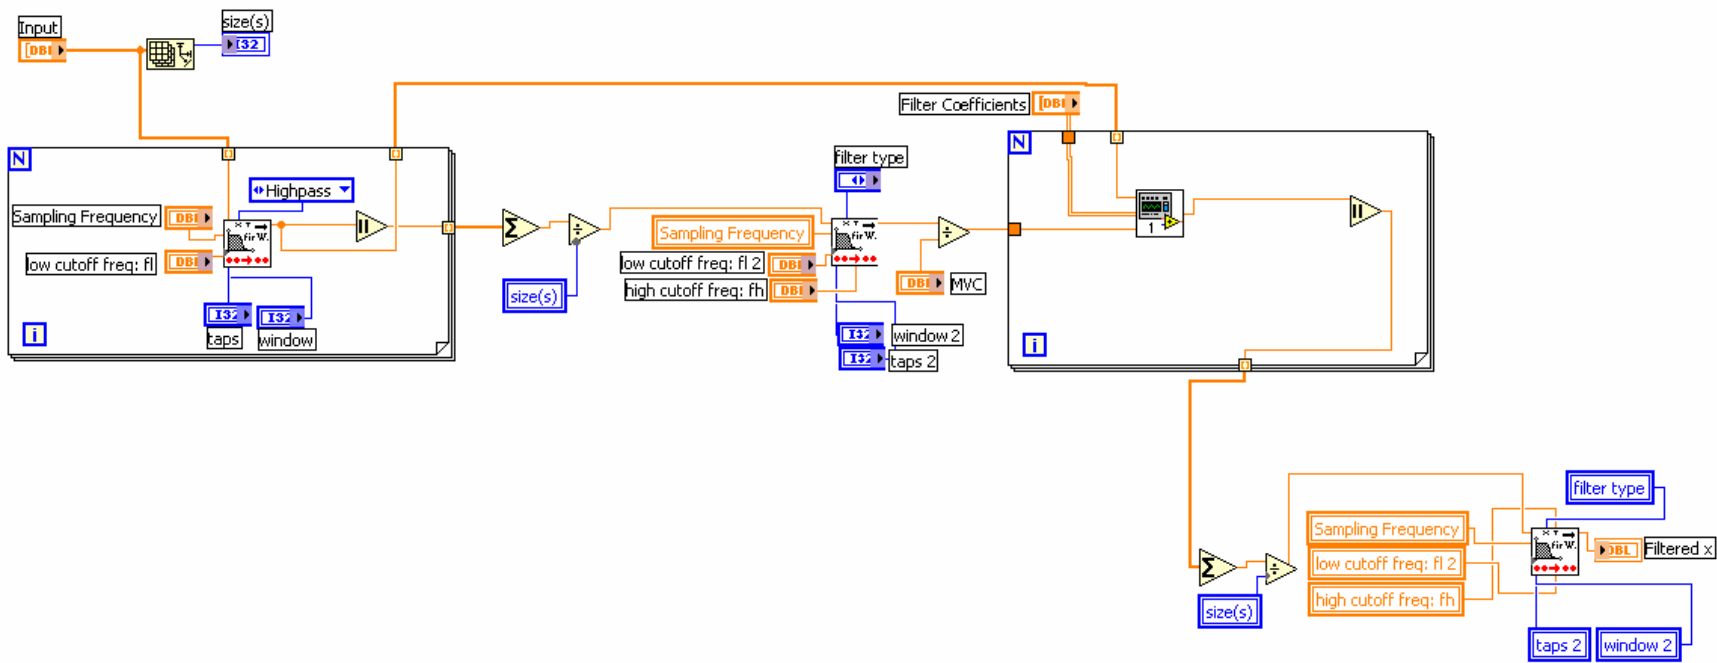 Input
[DBL
size(s)
I32
N
Highpass
Sampling Frequency
DBL
X T
firW.
low cutoff freq: fl
DBL
I32
I32
taps
window
i
Σ
÷
size(s)
filter type
Sampling Frequency
low cutoff freq: fl 2
DBL
high cutoff freq: fh
DBL
X T
firW.
I32
window 2
I32
taps 2
÷
DBL
MVC
Filter Coefficients
[DBL
N
1
i
Σ
÷
size(s)
Sampling Frequency
low cutoff freq: fl 2
high cutoff freq: fh
filter type
X T
firW.
DBL
Filtered x
taps 2
window 2